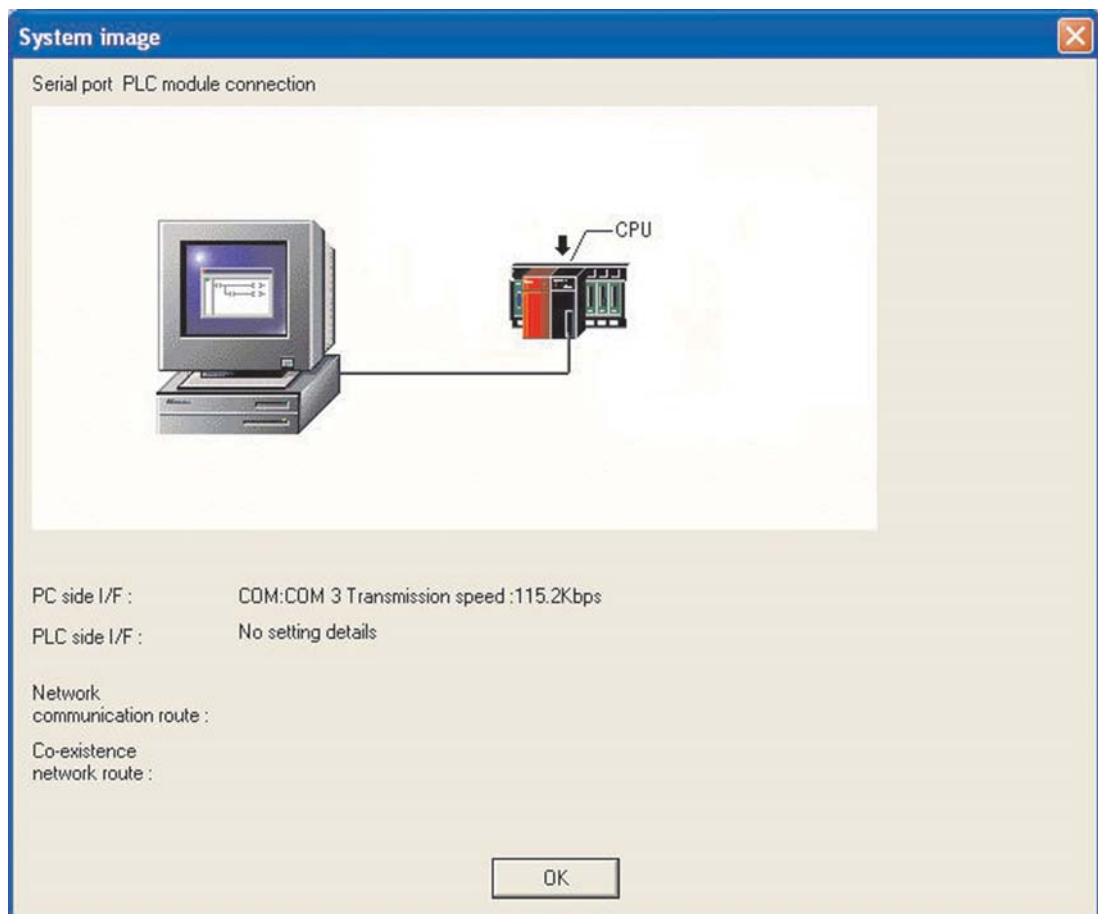 System image
Serial port PLC module connection
CPU
PC side I/F :
COM:COM 3 Transmission speed :115.2Kbps
PLC side I/F :
No setting details
Network
communication route :
Co-existence
network route :
OK